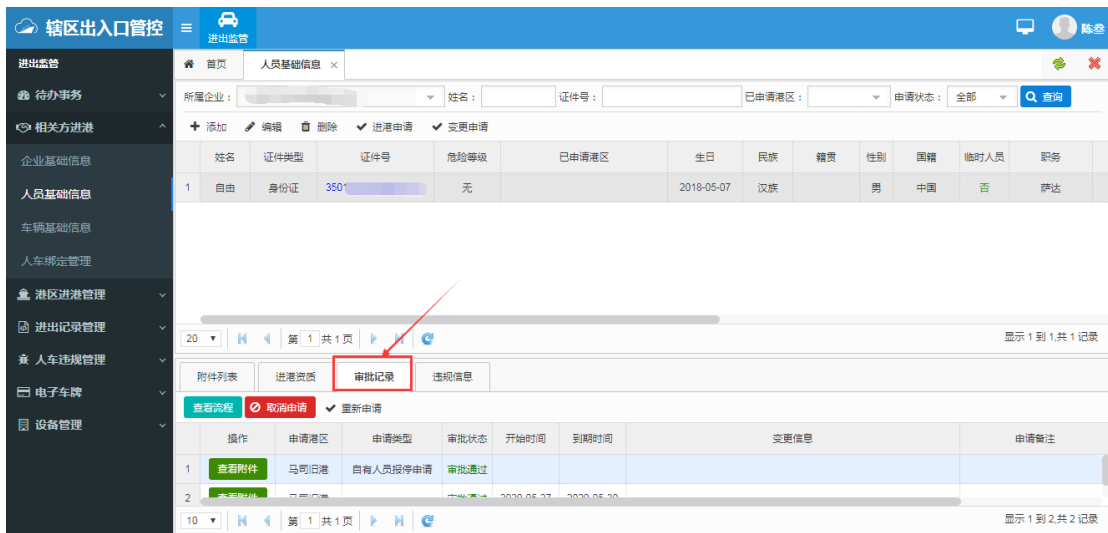 辖区出入口管控
进出监管
陈叁
进出监管
首页 人员基础信息 ×
待办事务
所属企业： 姓名： 证件号： 已申请港区： 申请状态： 全部 查询
相关方进港
添加 编辑 删除 进港申请 变更申请
企业基础信息
姓名 证件类型 证件号 危险等级 已申请港区 生日 民族 籍贯 性别 国籍 临时人员 职务
人员基础信息
1 自由 身份证 3501 无 2018-05-07 汉族 男 中国 否 萨达
车辆基础信息
人车绑定管理
港区进港管理
进出记录管理
20 第 1 共1页 显示1到1,共1记录
人车违规管理
附件列表 进港资质 审批记录 违规信息
电子车牌
查看流程 取消申请 重新申请
设备管理
操作 申请港区 申请类型 审批状态 开始时间 到期时间 变更信息 申请备注
1 查看附件 马司旧港 自有人员报停申请 审批通过
2 查看附件 马司旧港 审批通过
10 第 1 共1页 显示1到2,共2记录